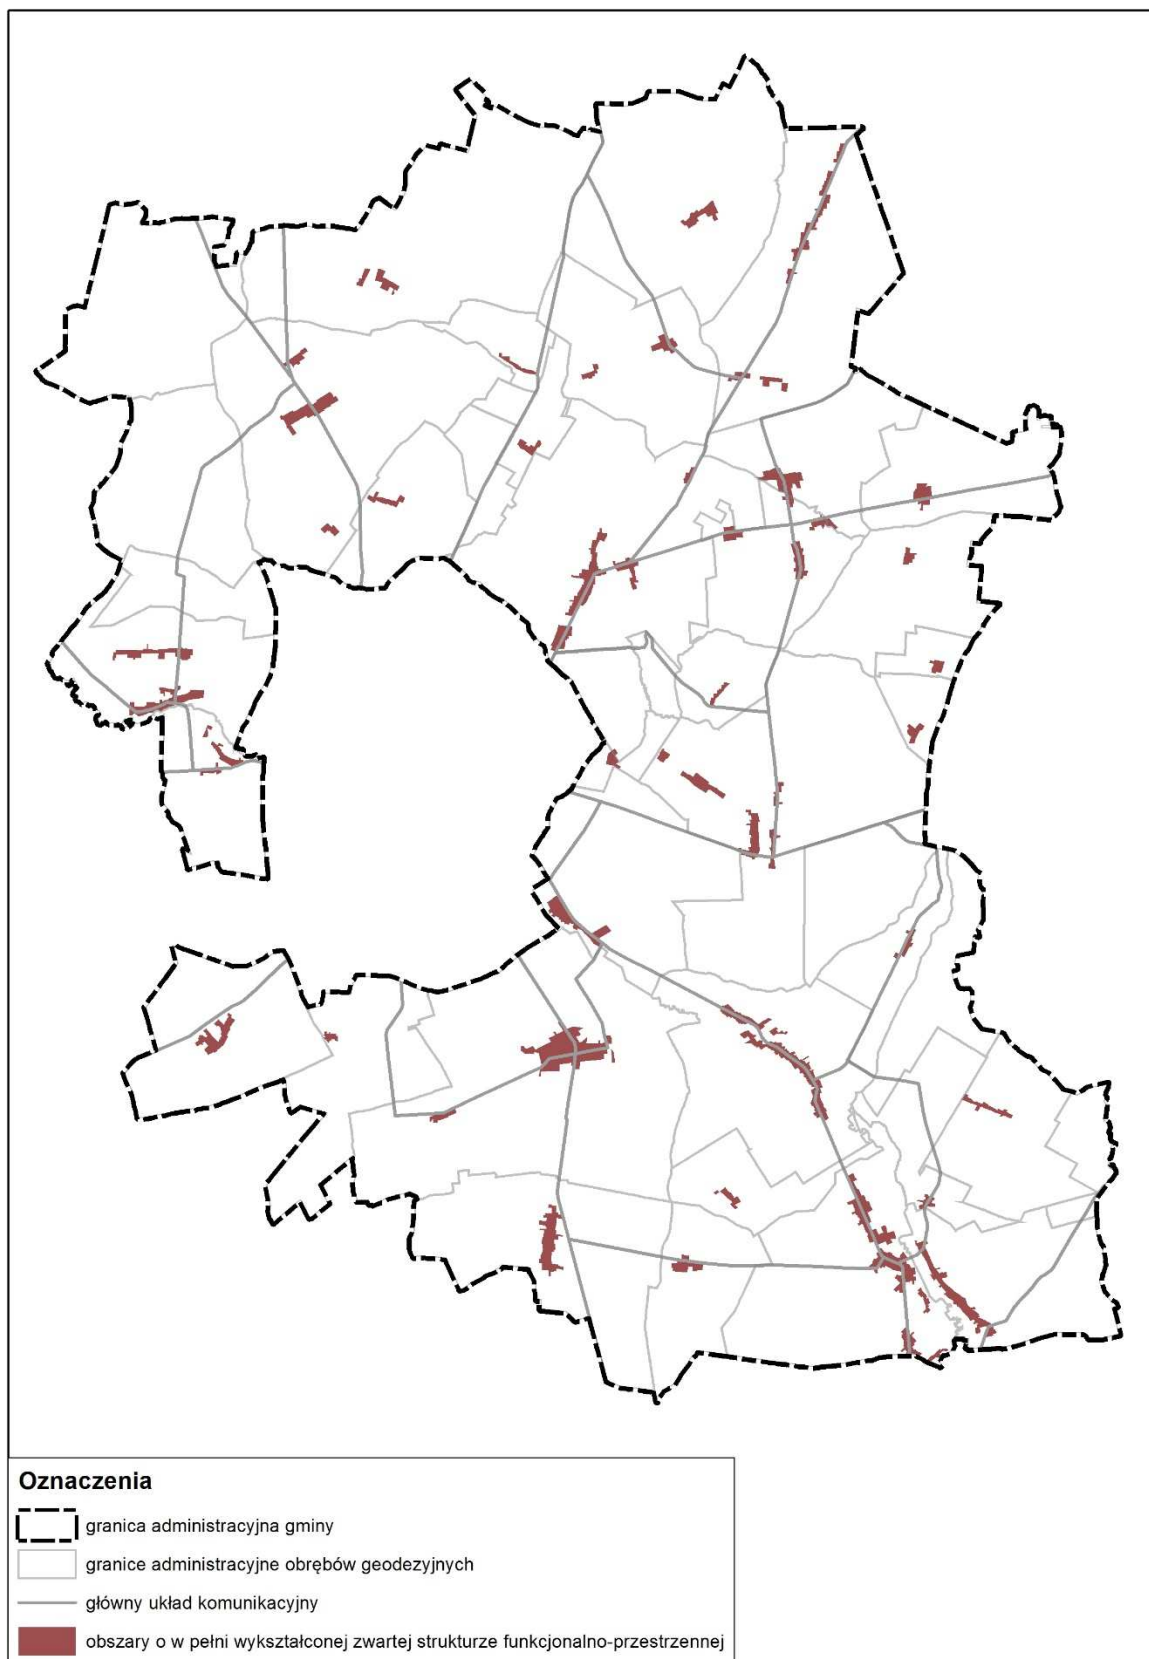 Oznaczenia
granica administracyjna gminy
granice administracyjne obrębów geodezyjnych
główny układ komunikacyjny
obszary o w pełni wykształconej zwartej strukturze funkcjonalno-przestrzennej